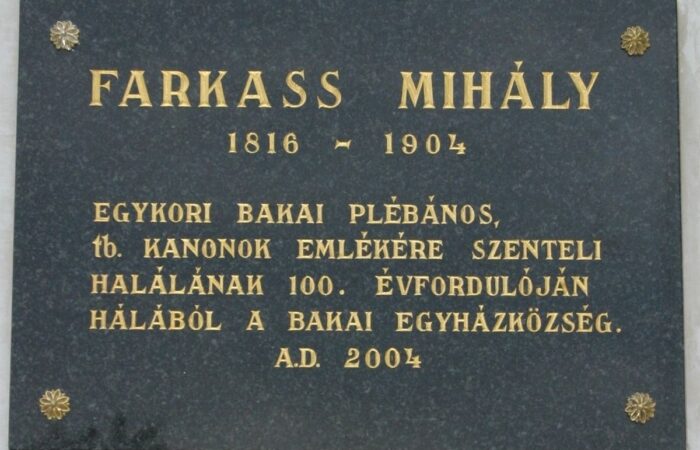 FARKASS MIHÁLY
1816 - 1904
EGYKORI BAKAI PLÉBÁNOS,
tb. KANONOK EMLÉKÉRE SZENTELI
HALÁLÁNAK 100. ÉVFORDULÓJÁN
HÁLÁBÓL A BAKAI EGYHÁZKÖZSÉG.
A.D. 2004